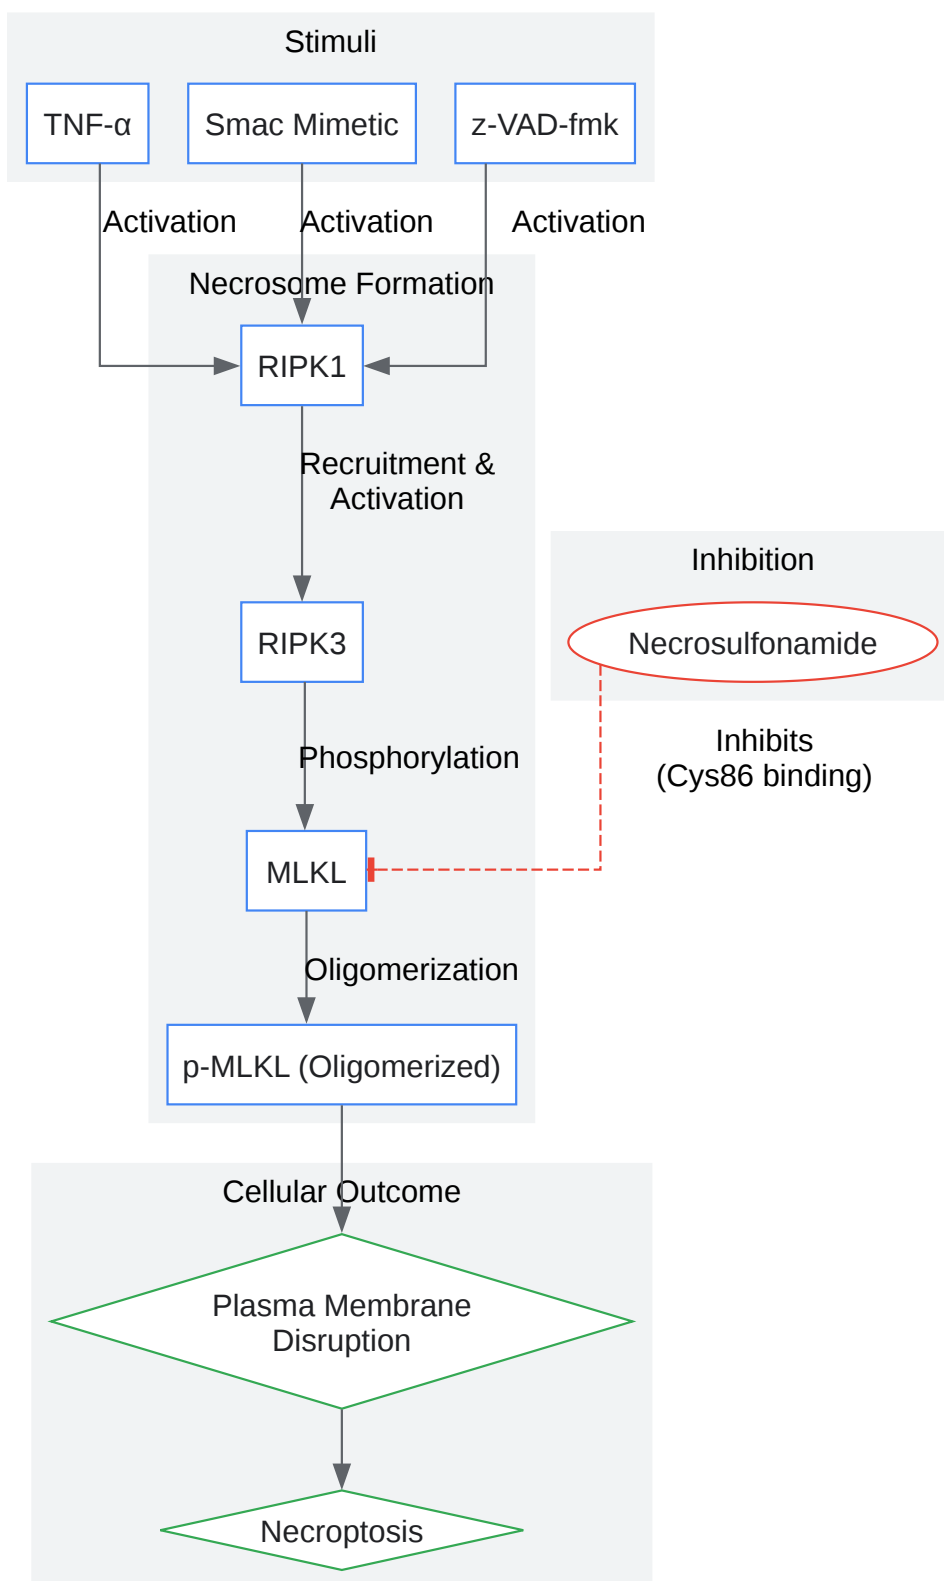 Stimuli
TNF-α
Smac Mimetic
z-VAD-fmk
Activation
Activation
Activation
Necrosome Formation
RIPK1
Recruitment &
Activation
Inhibition
RIPK3
Necrosulfonamide
Phosphorylation
Inhibits
(Cys86 binding)
MLKL
Oligomerization
p-MLKL (Oligomerized)
Cellular Outcome
Plasma Membrane
Disruption
Necroptosis